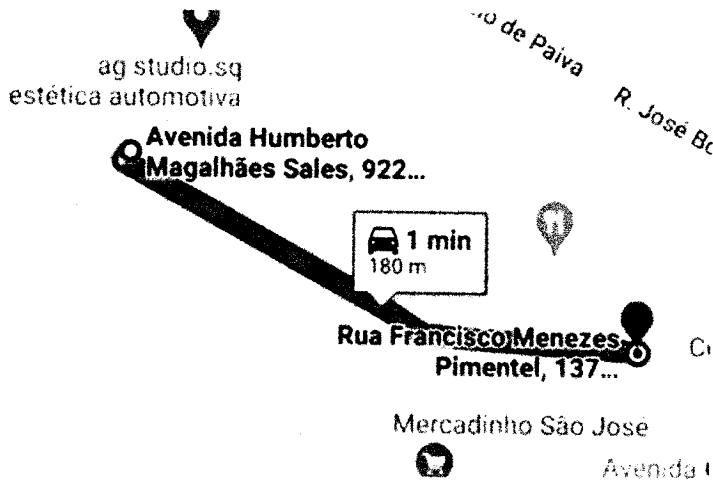 de Paiva
R. José
ag studio.sq
estética automotiva
Avenida Humberto
Magalhães Sales, 922...
1 min
180 m
Rua Francisco Menezes
Pimentel, 137...
Mercadinho São José
Avenida